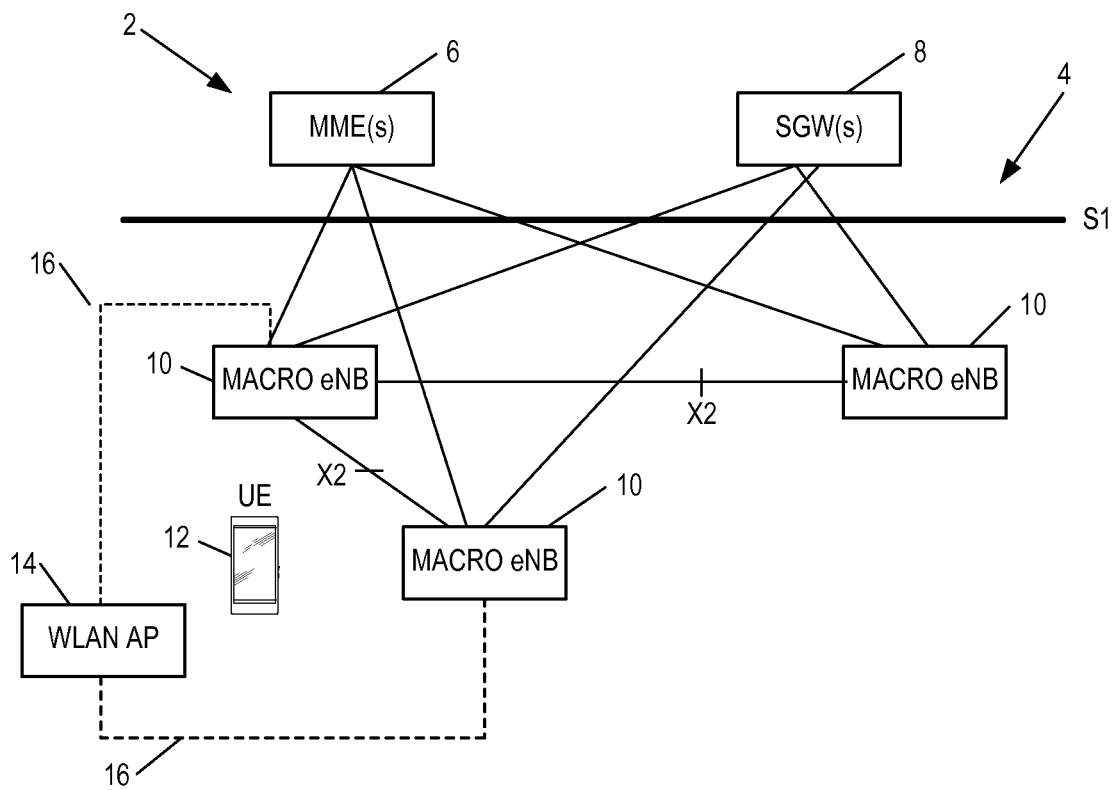 2
6
8
4
MME(s)
SGW(s)
S1
16
10
10
MACRO eNB
MACRO eNB
X2
X2
10
UE
12
MACRO eNB
14
WLAN AP
16